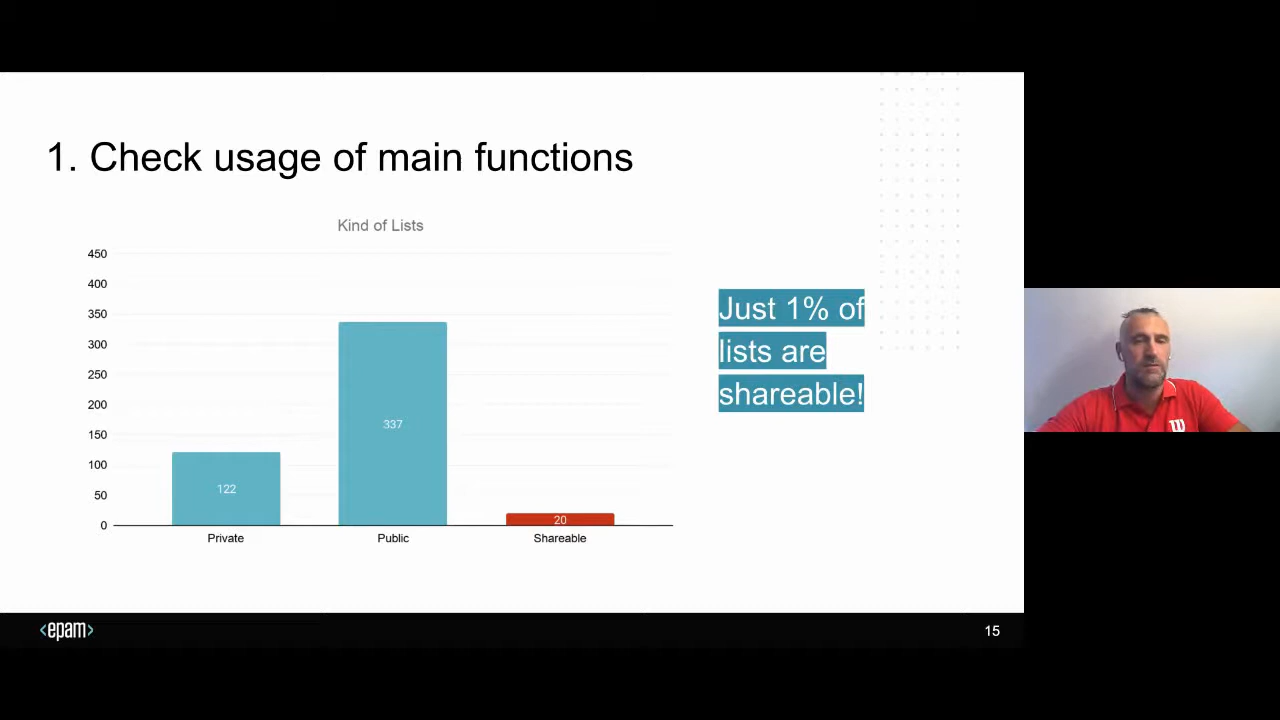 1. Check usage of main functions
Kind of Lists
450
400
350
300
250
200
150
100
50
0
122
337
20
Private
Public
Shareable
Just 1% of
lists are
shareable!
<epam>
15
W